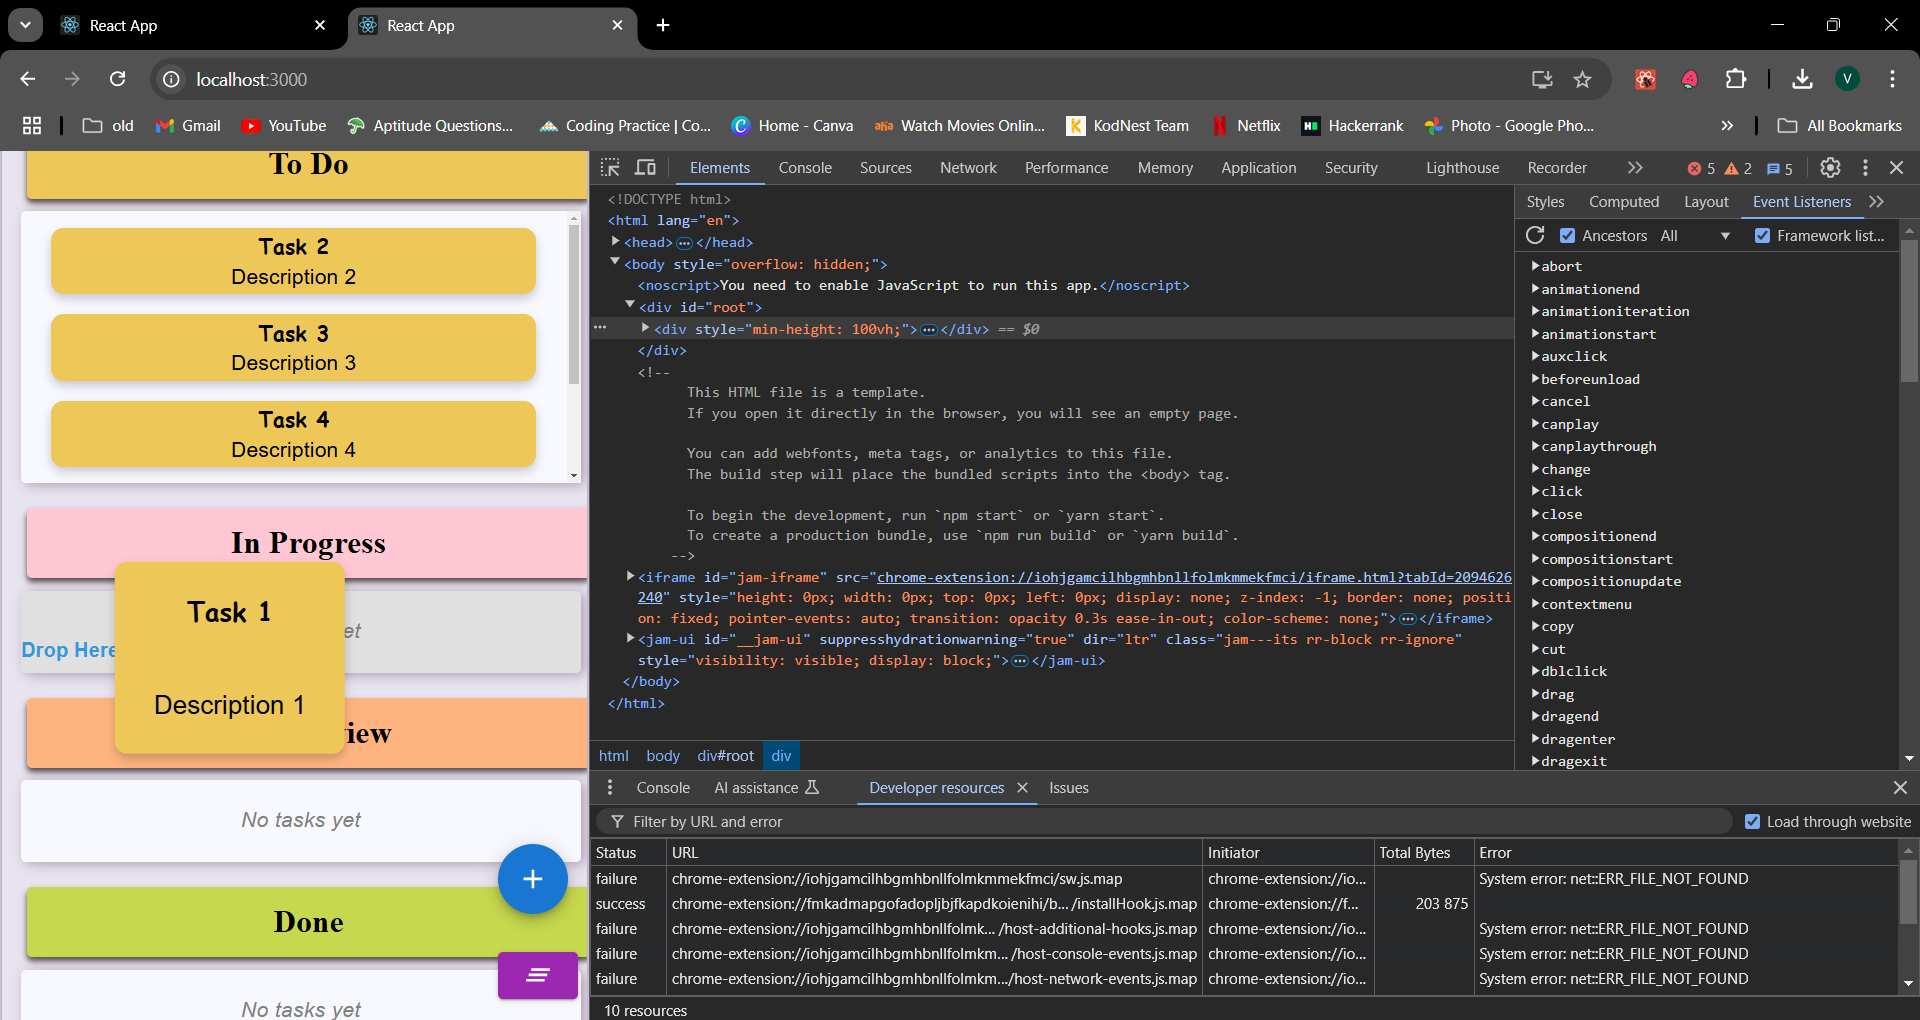 React App
React App
localhost:3000
V
old
Gmail
YouTube
Aptitude Questions...
Coding Practice | Co...
Home - Canva
Watch Movies Onlin...
KodNest Team
Netflix
Hackerrank
Photo - Google Pho...
All Bookmarks
To Do
Task 2
Description 2
Task 3
Description 3
Task 4
Description 4
In Progress
Task 1
Description 1
Drop Here
et
iew
No tasks yet
+
Done
No tasks yet
Elements
Console
Sources
Network
Performance
Memory
Application
Security
Lighthouse
Recorder
5
2
5
<!DOCTYPE html>
<html lang="en">
<head>…</head>
<body style="overflow: hidden;">
<noscript>You need to enable JavaScript to run this app.</noscript>
<div id="root">
<div style="min-height: 100vh;">…</div> == $0
</div>
<!--
This HTML file is a template.
If you open it directly in the browser, you will see an empty page.
You can add webfonts, meta tags, or analytics to this file.
The build step will place the bundled scripts into the <body> tag.
To begin the development, run `npm start` or `yarn start`.
To create a production bundle, use `npm run build` or `yarn build`.
-->
<iframe id="jam-iframe" src="chrome-extension://iohjgamcilhbgmhbnllfolmkmmekfmci/iframe.html?tabId=2094626
240" style="height: 0px; width: 0px; top: 0px; left: 0px; display: none; z-index: -1; border: none; positi
on: fixed; pointer-events: auto; transition: opacity 0.3s ease-in-out; color-scheme: none;">…</iframe>
<jam-ui id="__jam-ui" suppresshydrationwarning="true" dir="ltr" class="jam---its rr-block rr-ignore"
style="visibility: visible; display: block;">…</jam-ui>
</body>
</html>
html
body
div#root
div
Styles
Computed
Layout
Event Listeners
Ancestors
All
Framework list...
abort
animationend
animationiteration
animationstart
auxclick
beforeunload
cancel
canplay
canplaythrough
change
click
close
compositionend
compositionstart
compositionupdate
contextmenu
copy
cut
dblclick
drag
dragend
dragenter
dragexit
Console
AI assistance
Developer resources
Issues
Filter by URL and error
Load through website
Status
URL
Initiator
Total Bytes
Error
failure chrome-extension://iohjgamcilhbgmhbnllfolmkmmekfmci/sw.js.map chrome-extension://io... System error: net::ERR_FILE_NOT_FOUND
success chrome-extension://fmkadmapgofadopljbjfkapdkoienihi/b... /installHook.js.map chrome-extension://f... 203 875
failure chrome-extension://iohjgamcilhbgmhbnllfolmk... /host-additional-hooks.js.map chrome-extension://io... System error: net::ERR_FILE_NOT_FOUND
failure chrome-extension://iohjgamcilhbgmhbnllfolmkm... /host-console-events.js.map chrome-extension://io... System error: net::ERR_FILE_NOT_FOUND
failure chrome-extension://iohjgamcilhbgmhbnllfolmkm.../host-network-events.js.map chrome-extension://io... System error: net::ERR_FILE_NOT_FOUND
10 resources